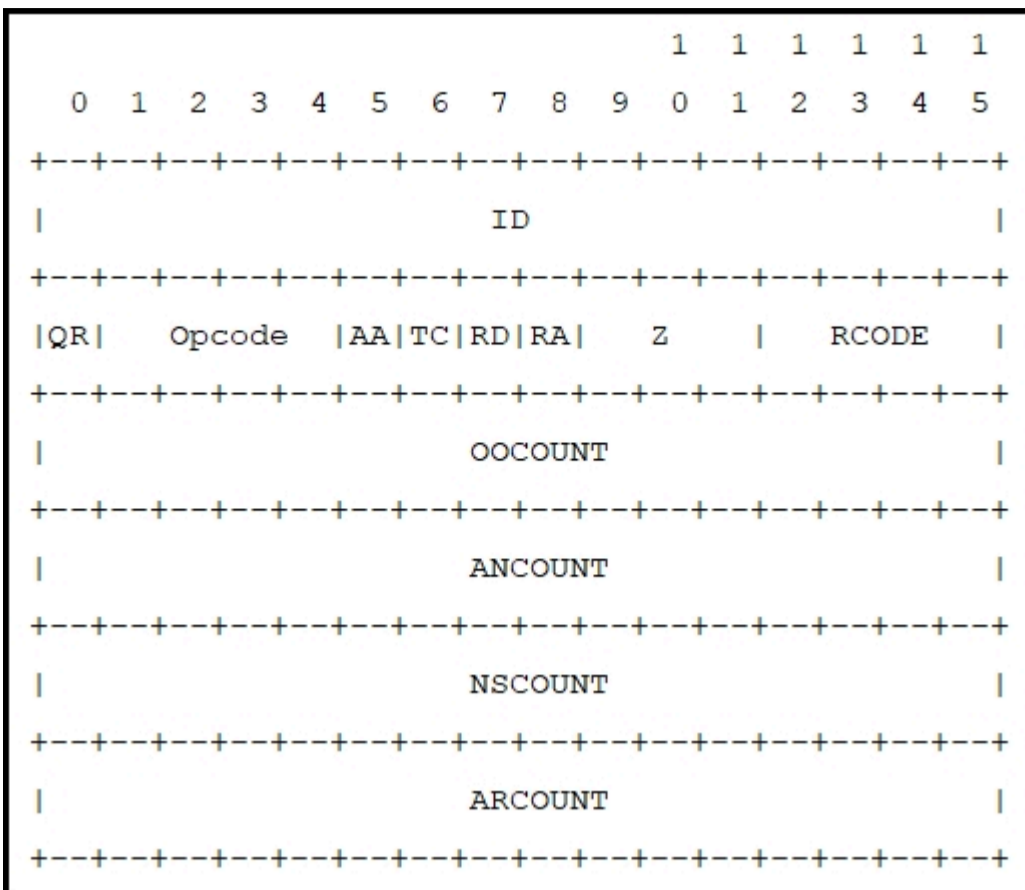 1 1 1 1 1 1
0 1 2 3 4 5 6 7 8 9 0 1 2 3 4 5
+--+--+--+--+--+--+--+--+--+--+--+--+--+--+--+--+
| ID |
+--+--+--+--+--+--+--+--+--+--+--+--+--+--+--+--+
|QR| Opcode |AA|TC|RD|RA| Z | RCODE |
+--+--+--+--+--+--+--+--+--+--+--+--+--+--+--+--+
| OOCOUNT |
+--+--+--+--+--+--+--+--+--+--+--+--+--+--+--+--+
| ANCOUNT |
+--+--+--+--+--+--+--+--+--+--+--+--+--+--+--+--+
| NSCOUNT |
+--+--+--+--+--+--+--+--+--+--+--+--+--+--+--+--+
| ARCOUNT |
+--+--+--+--+--+--+--+--+--+--+--+--+--+--+--+--+